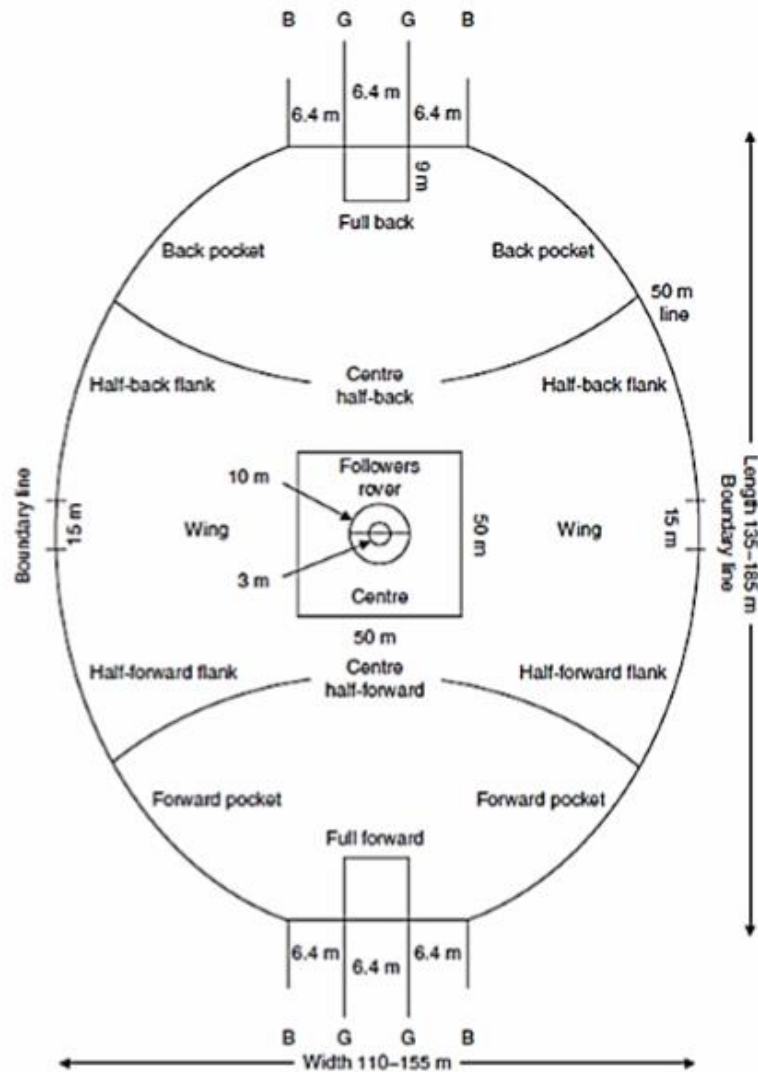 B G G B
6.4 m
6.4 m 6.4 m
9 m
Full back
Back pocket Back pocket
50 m
line
Half-back flank
Centre
half-back
Half-back flank
Followers
rover
10 m
Boundary line
15 m
Wing
50 m
Wing
15 m
Boundary line
Length 135–185 m
3 m
Centre
50 m
Half-forward flank
Centre
half-forward
Half-forward flank
Forward pocket Forward pocket
Full forward
6.4 m 6.4 m 6.4 m
B G G B
Width 110–155 m